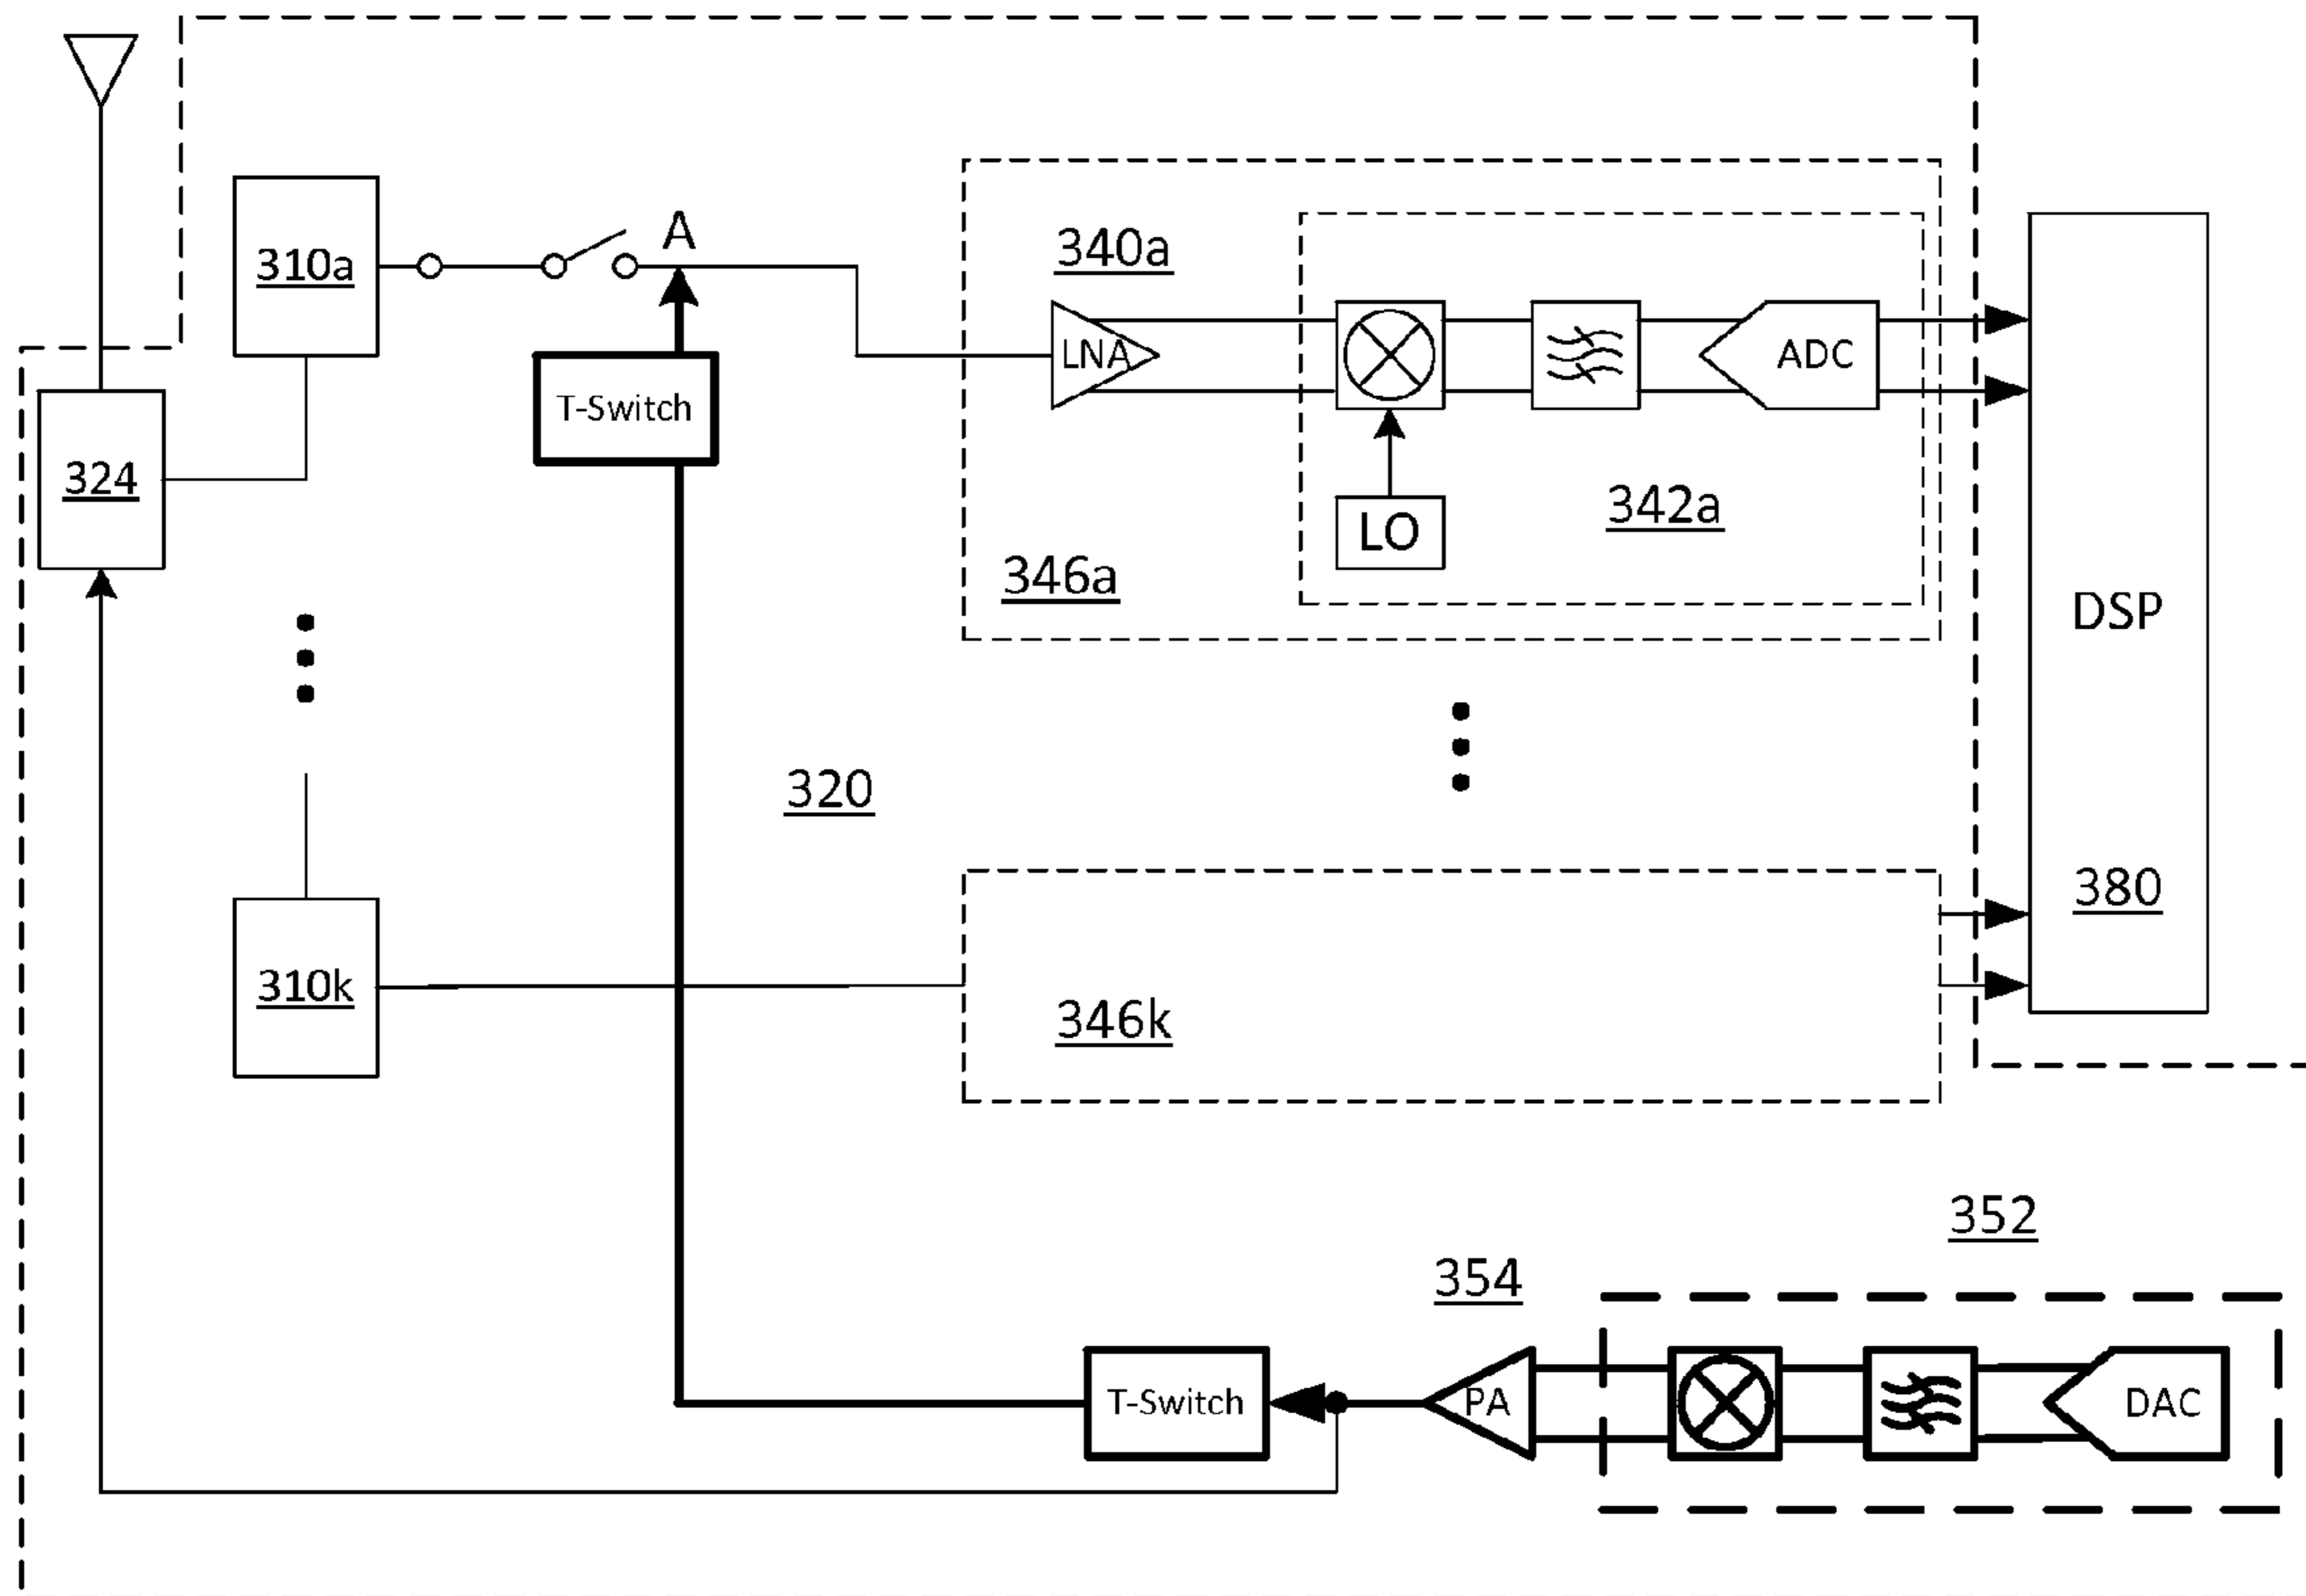 A
310a
340a
LNA
ADC
T-Switch
324
342a
LO
346a
DSP
320
380
310k
346k
352
354
T-Switch
PA
DAC